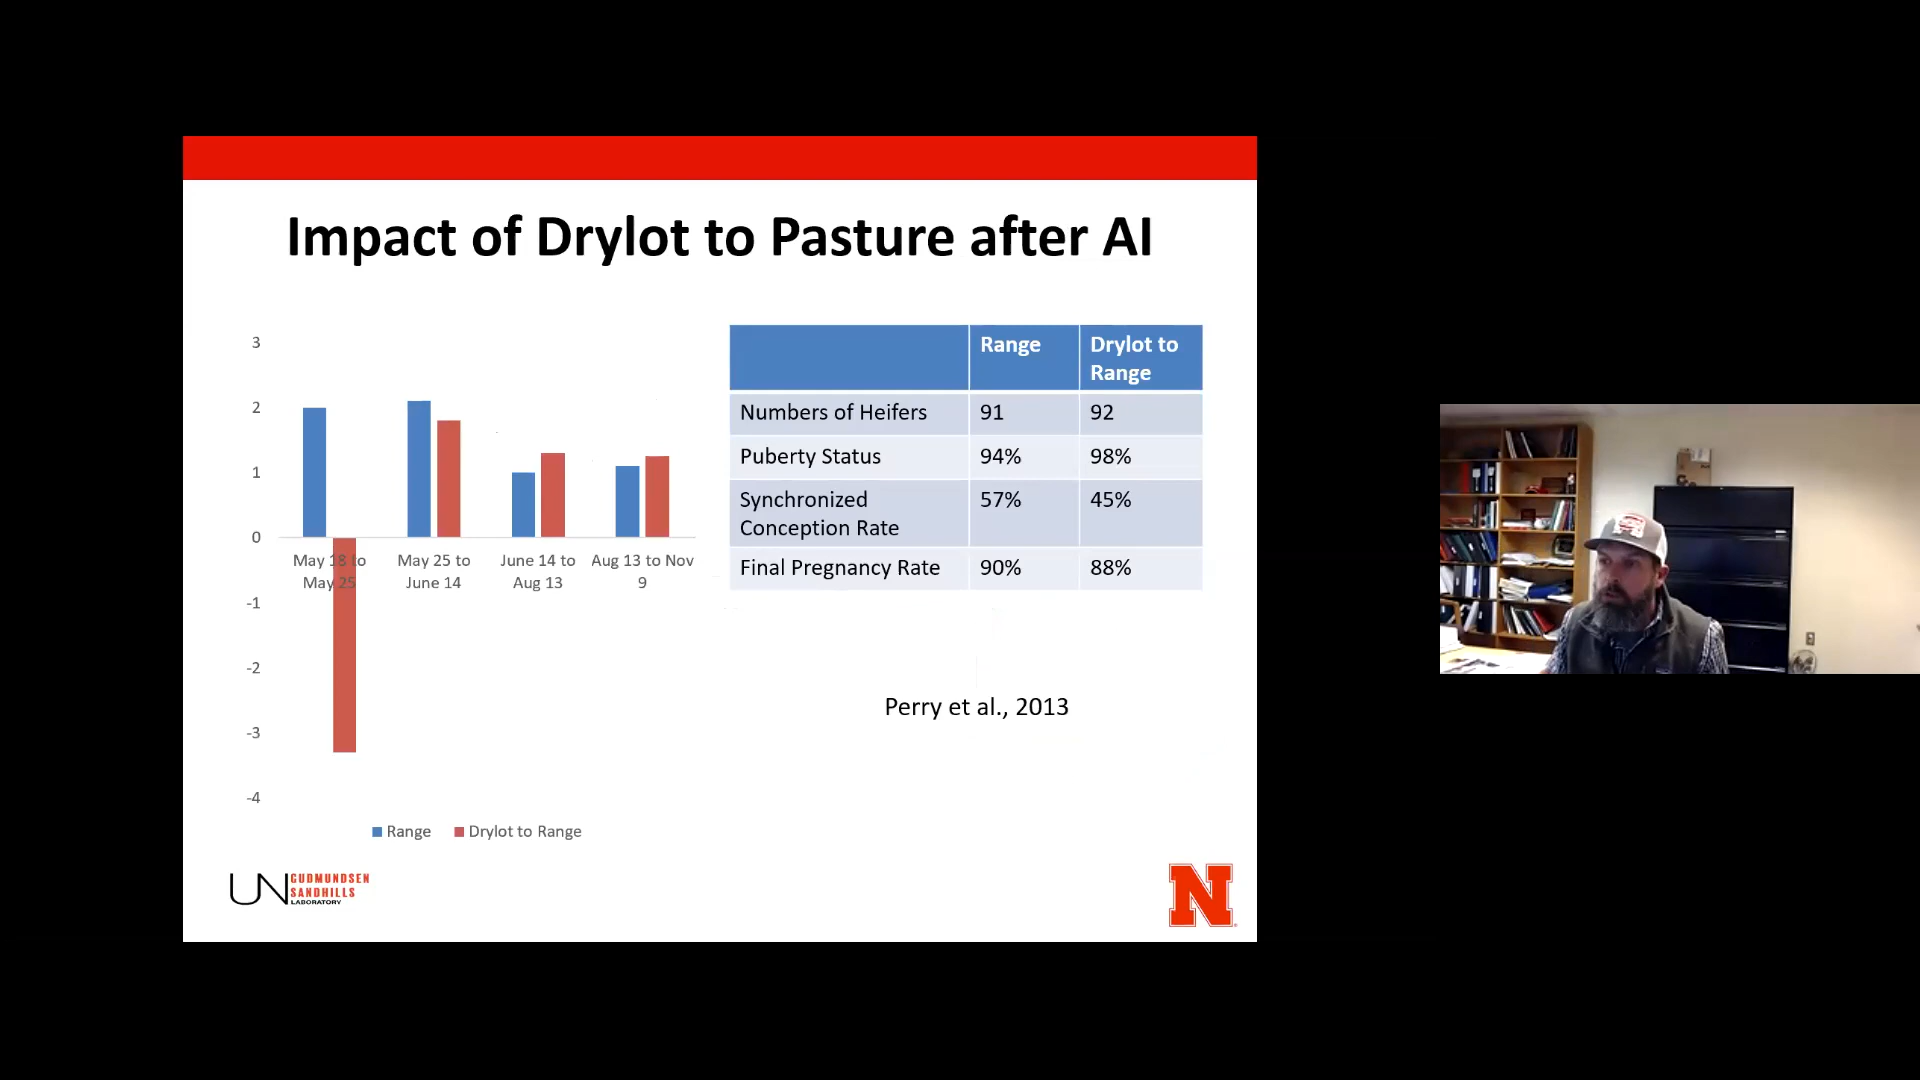 Impact of Drylot to Pasture after AI
3
2
1
0
-1
-2
-3
-4
May 18 to
May 25
May 25 to
June 14
June 14 to
Aug 13
Aug 13 to Nov
9
Range
Drylot to Range
Range
Drylot to
Range
Numbers of Heifers
91
92
Puberty Status
94%
98%
Synchronized
Conception Rate
57%
45%
Final Pregnancy Rate
90%
88%
Perry et al., 2013
UN
GUDMUNDSEN
SANDHILLS
LABORATORY
N